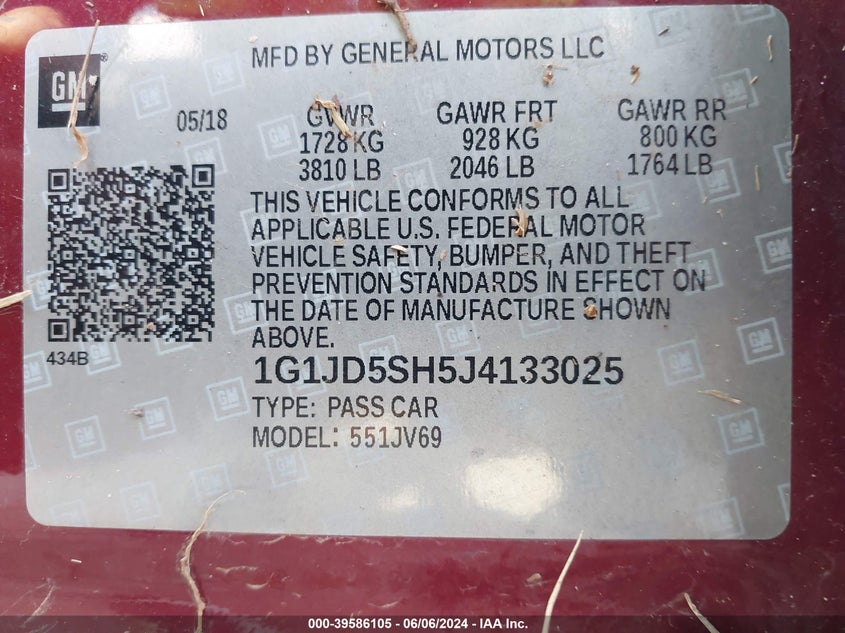 GM
MFD BY GENERAL MOTORS LLC
05/18 GVWR GAWR FRT GAWR RR
1728 KG 928 KG 800 KG
3810 LB 2046 LB 1764 LB
THIS VEHICLE CONFORMS TO ALL
APPLICABLE U.S. FEDERAL MOTOR
VEHICLE SAFETY, BUMPER, AND THEFT
PREVENTION STANDARDS IN EFFECT ON
THE DATE OF MANUFACTURE SHOWN
ABOVE.
434B
1G1JD5SH5J4133025
TYPE: PASS CAR
MODEL: 551JV69
000-39586105 - 06/06/2024 - IAA Inc.